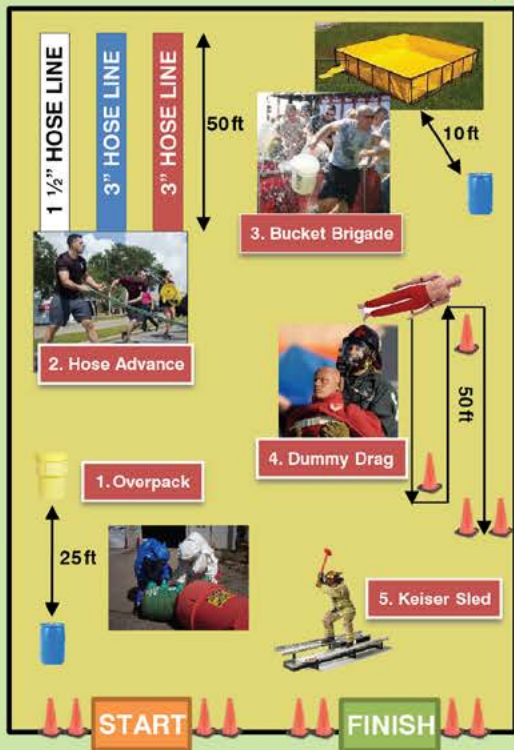 1 ½” HOSE LINE
3” HOSE LINE
3” HOSE LINE
50 ft
10 ft
3. Bucket Brigade
2. Hose Advance
50 ft
4. Dummy Drag
1. Overpack
25 ft
5. Keiser Sled
START
FINISH